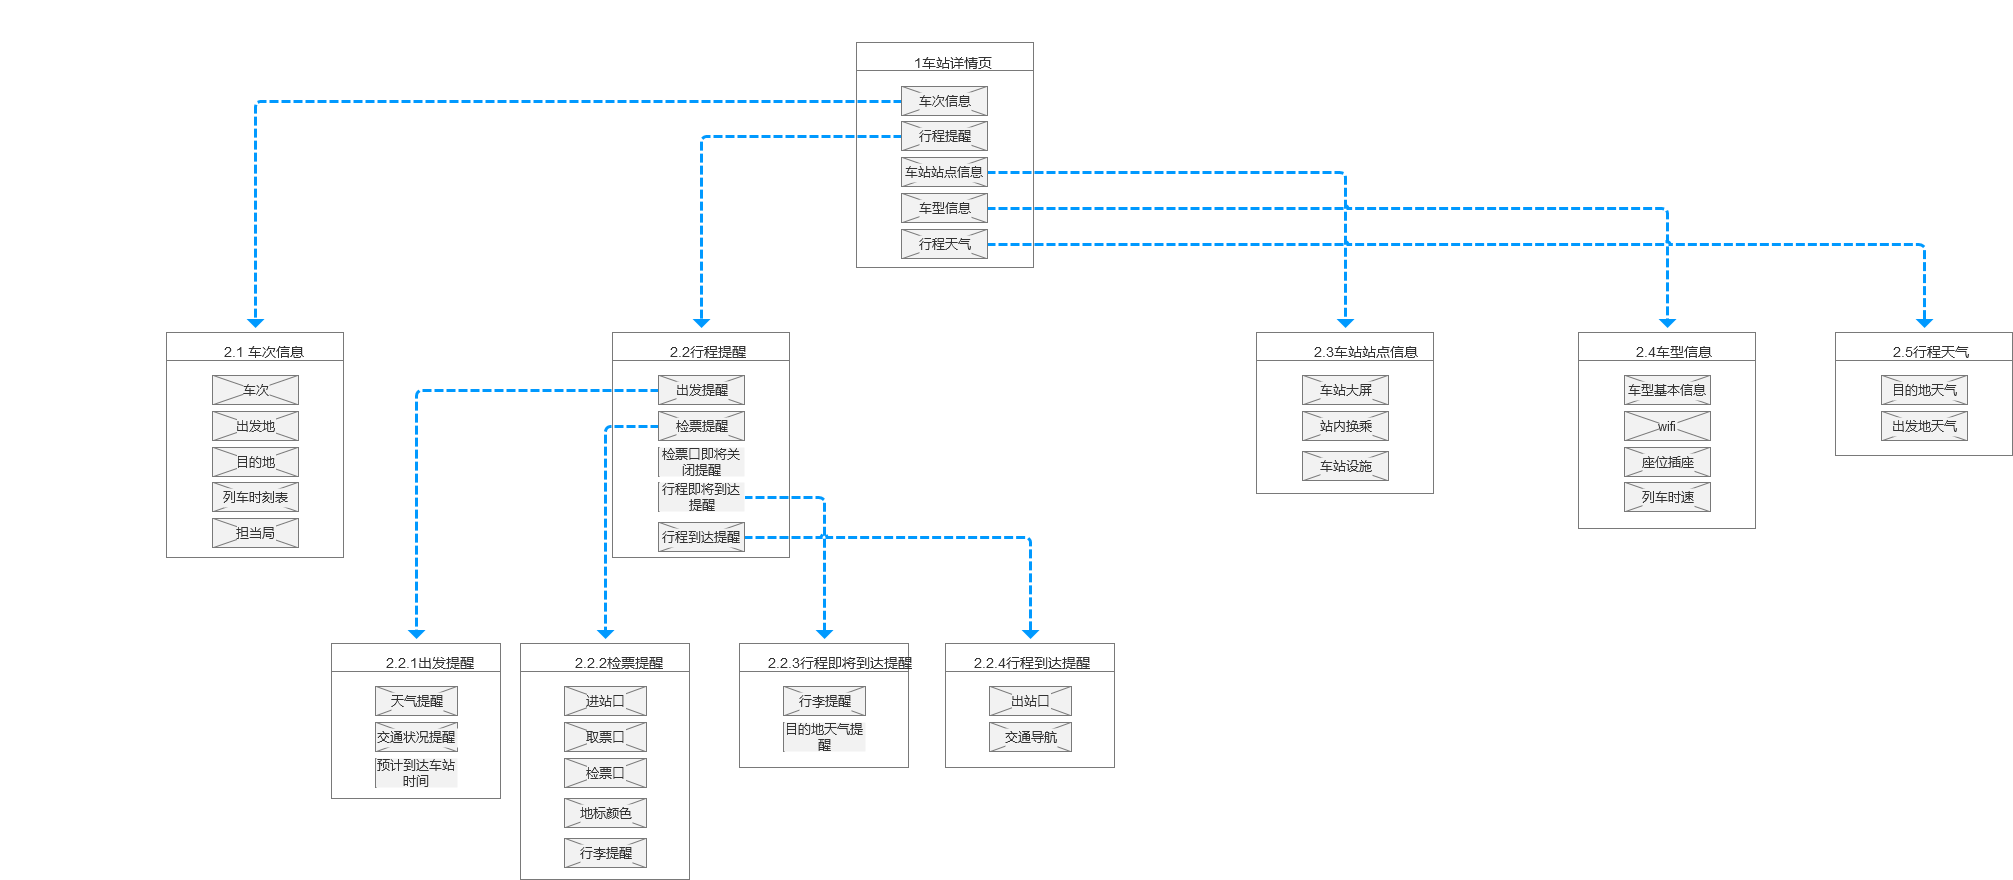 1车站详情页
车次信息
行程提醒
车站站点信息
车型信息
行程天气
2.1 车次信息
车次
出发地
目的地
列车时刻表
担当局
2.2行程提醒
出发提醒
检票提醒
检票口即将关
闭提醒
行程即将到达
提醒
行程到达提醒
2.3车站站点信息
车站大屏
站内换乘
车站设施
2.4车型信息
车型基本信息
wifi
座位插座
列车时速
2.5行程天气
目的地天气
出发地天气
2.2.1出发提醒
天气提醒
交通状况提醒
预计到达车站
时间
2.2.2检票提醒
进站口
取票口
检票口
地标颜色
行李提醒
2.2.3行程即将到达提醒
行李提醒
目的地天气提
醒
2.2.4行程到达提醒
出站口
交通导航